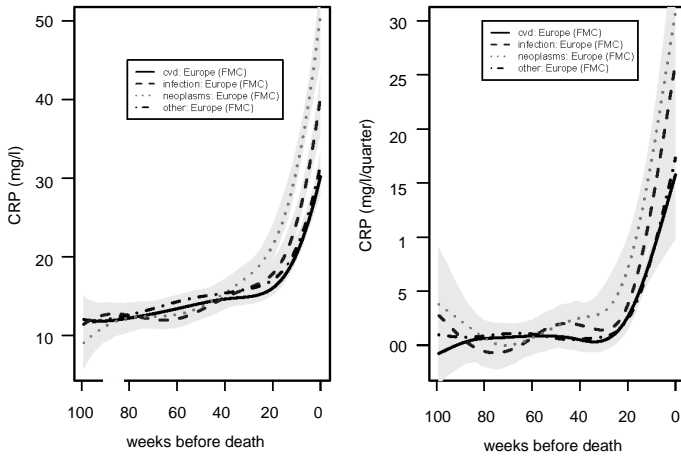 50
40
30
15
10
CRP (mg/l)
cvd: Europe (FMC)
infection: Europe (FMC)
neoplasms: Europe (FMC)
other: Europe (FMC)
100 80 60 40 20 0
weeks before death
30
25
20
15
1
5
00
CRP (mg/l/quarter)
cvd: Europe (FMC)
infection: Europe (FMC)
neoplasms: Europe (FMC)
other: Europe (FMC)
100 80 60 40 20 0
weeks before death